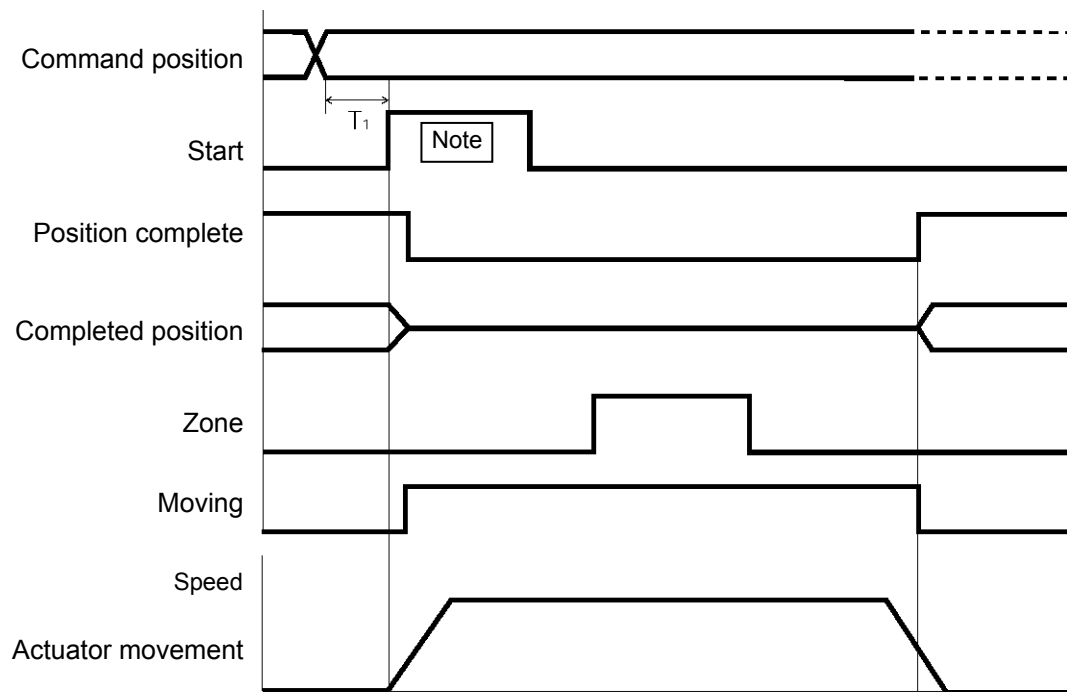 Command position
T₁
Start
Note
Position complete
Completed position
Zone
Moving
Speed
Actuator movement